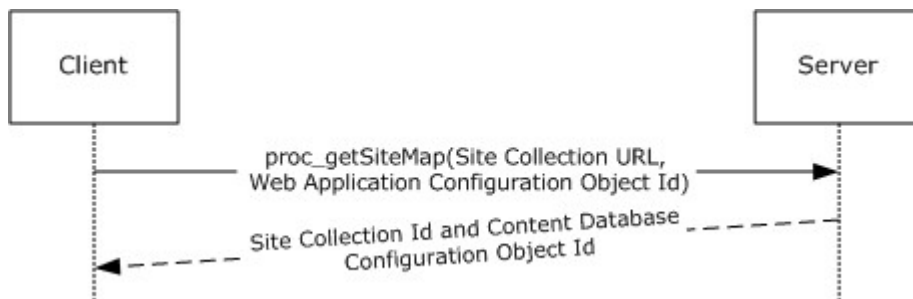 Client
Server
proc_getSiteMap(Site Collection URL,
Web Application Configuration Object Id)
Site Collection Id and Content Database
Configuration Object Id